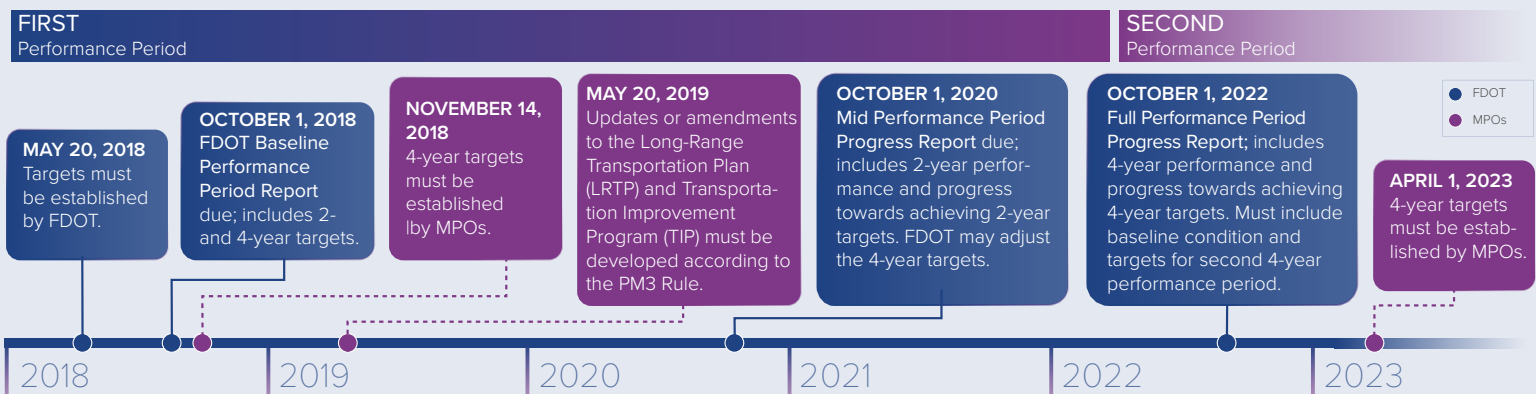 FIRST
Performance Period
SECOND
Performance Period
MAY 20, 2018
Targets must
be established
by FDOT.
OCTOBER 1, 2018
FDOT Baseline
Performance
Period Report
due; includes 2-
and 4-year targets.
NOVEMBER 14,
2018
4-year targets
must be
established
lby MPOs.
MAY 20, 2019
Updates or amendments
to the Long-Range
Transportation Plan
(LRTP) and Transporta-
tion Improvement
Program (TIP) must be
developed according to
the PM3 Rule.
OCTOBER 1, 2020
Mid Performance Period
Progress Report due;
includes 2-year perfor-
mance and progress
towards achieving 2-year
targets. FDOT may adjust
the 4-year targets.
OCTOBER 1, 2022
Full Performance Period
Progress Report; includes
4-year performance and
progress towards achieving
4-year targets. Must include
baseline condition and
targets for second 4-year
performance period.
FDOT
MPOs
APRIL 1, 2023
4-year targets
must be estab-
lished by MPOs.
2018
2019
2020
2021
2022
2023